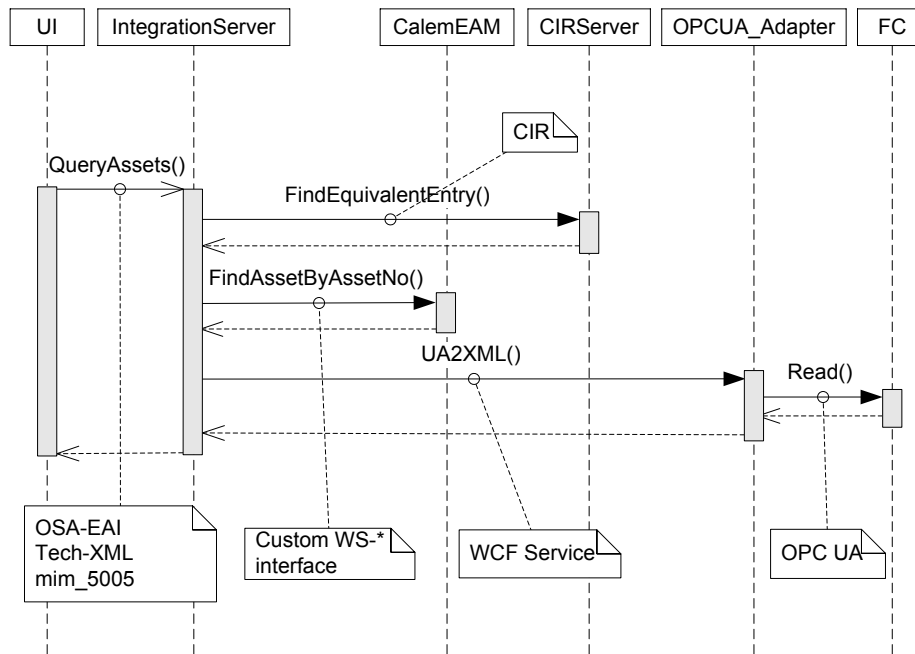 UI
IntegrationServer
CalemEAM
CIRServer
OPCUA_Adapter
FC
CIR
QueryAssets()
FindEquivalentEntry()
FindAssetByAssetNo()
UA2XML()
Read()
OSA-EAI
Tech-XML
mim_5005
Custom WS-*
interface
WCF Service
OPC UA